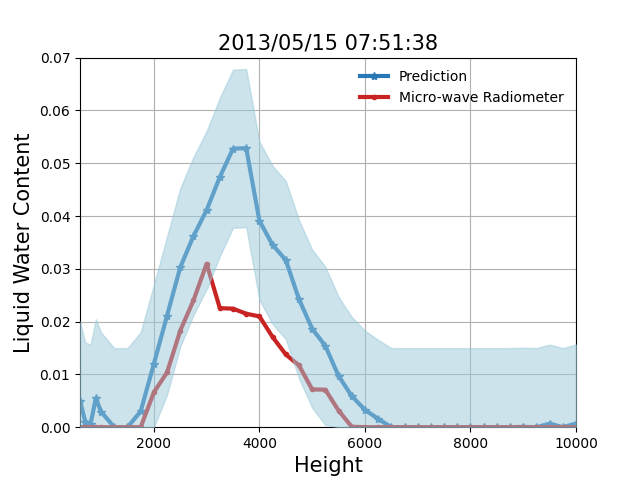 2013/05/15 07:51:38
Prediction
Micro-wave Radiometer
Liquid Water Content
0.07
0.06
0.05
0.04
0.03
0.02
0.01
0.00
2000 4000 6000 8000 10000
Height